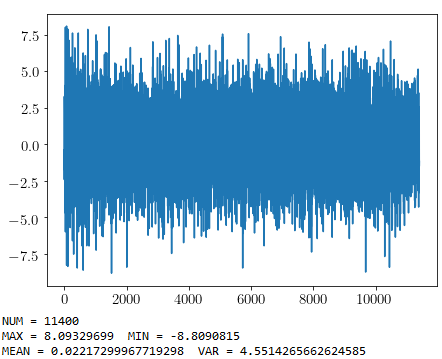 7.5
5.0
2.5
0.0
−2.5
−5.0
−7.5
0 2000 4000 6000 8000 10000
NUM = 11400
MAX = 8.09329699  MIN = -8.8090815
MEAN = 0.02217299967719298  VAR = 4.5514265662624585